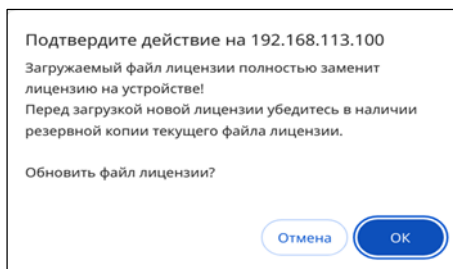 Подтвердите действие на 192.168.113.100
Загружаемый файл лицензии полностью заменит
лицензию на устройстве!
Перед загрузкой новой лицензии убедитесь в наличии
резервной копии текущего файла лицензии.
Обновить файл лицензии?
Отмена
ОК